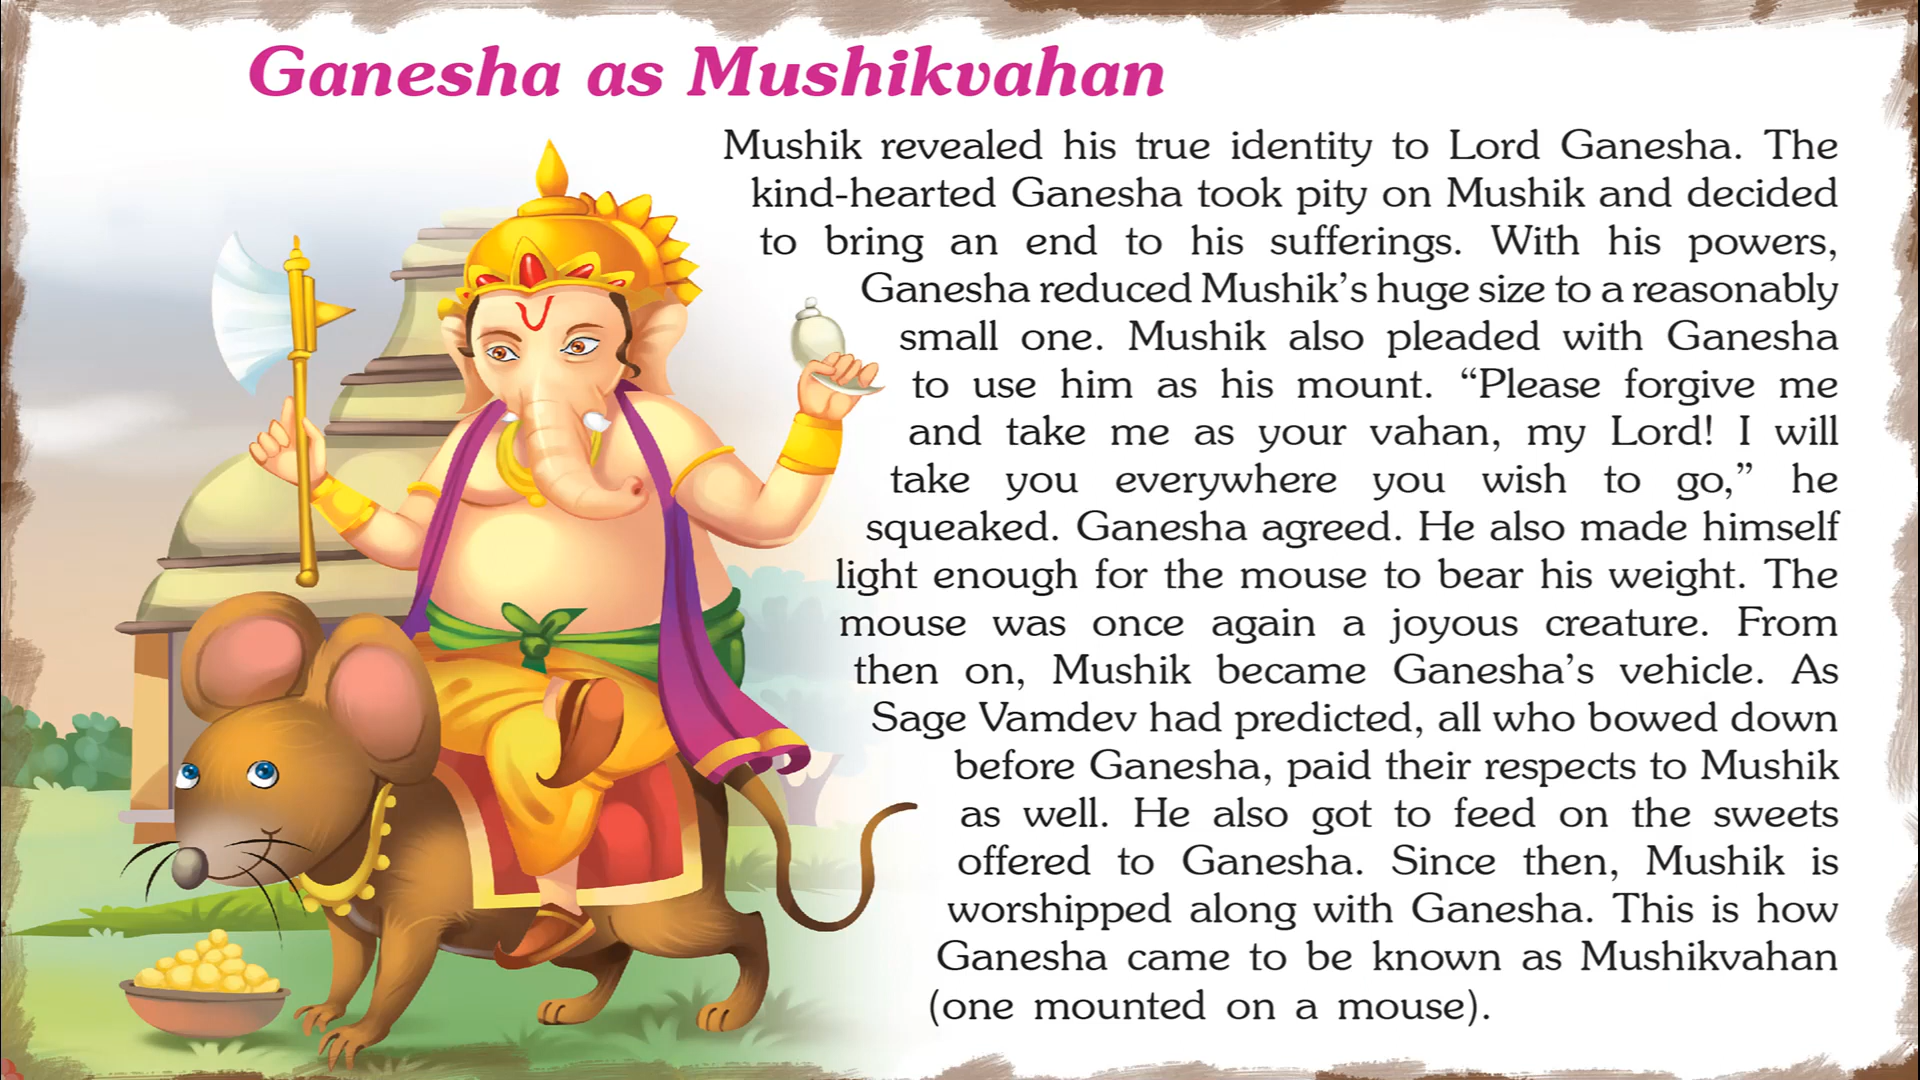 Ganesha as Mushikvahan
Mushik revealed his true identity to Lord Ganesha. The
kind-hearted Ganesha took pity on Mushik and decided
to bring an end to his sufferings. With his powers,
Ganesha reduced Mushik’s huge size to a reasonably
small one. Mushik also pleaded with Ganesha
to use him as his mount. “Please forgive me
and take me as your vahan, my Lord! I will
take you everywhere you wish to go,” he
squeaked. Ganesha agreed. He also made himself
light enough for the mouse to bear his weight. The
mouse was once again a joyous creature. From
then on, Mushik became Ganesha’s vehicle. As
Sage Vamdev had predicted, all who bowed down
before Ganesha, paid their respects to Mushik
as well. He also got to feed on the sweets
offered to Ganesha. Since then, Mushik is
worshipped along with Ganesha. This is how
Ganesha came to be known as Mushikvahan
(one mounted on a mouse).